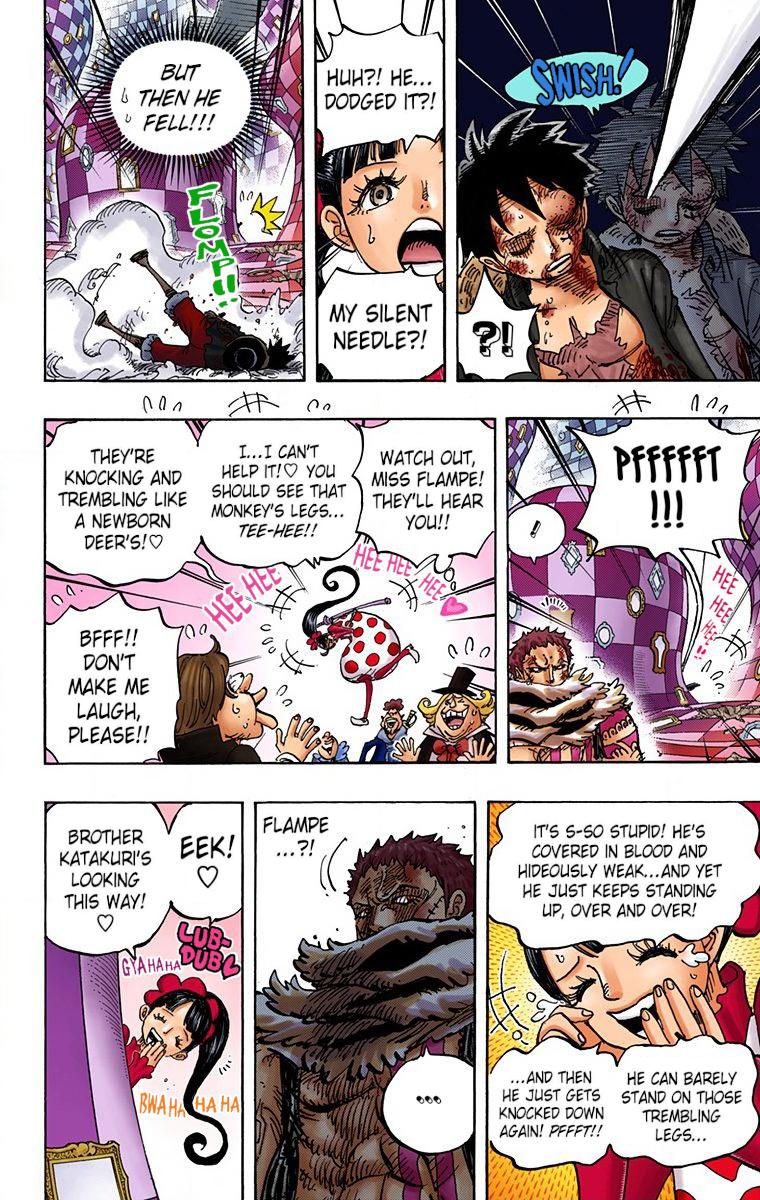 SWISH!
?!
HUH?! HE...
DODGED IT?!
MY SILENT
NEEDLE?!
BUT
THEN HE
FELL!!!
FLOMP!!
PFFFFFT
!!!
!
HEE
HEE
HEE
WATCH OUT,
MISS FLAMPE!
THEY'LL HEAR
YOU!!
I...I CAN'T
HELP IT!♡ YOU
SHOULD SEE THAT
MONKEY'S LEGS...
TEE-HEE!!
THEY'RE
KNOCKING AND
TREMBLING LIKE
A NEWBORN
DEER'S!♡
HEE HEE
HEE HEE HEE
BFFF!!
DON'T
MAKE ME
LAUGH,
PLEASE!!
IT'S S-SO STUPID! HE'S
COVERED IN BLOOD AND
HIDEOUSLY WEAK...AND YET
HE JUST KEEPS STANDING
UP, OVER AND OVER!
HE CAN BARELY
STAND ON THOSE
TREMBLING
LEGS...
...AND THEN
HE JUST GETS
KNOCKED DOWN
AGAIN! PFFFT!!
FLAMPE
...?!
...
EEK!
♡
BROTHER
KATAKURI'S
LOOKING
THIS WAY!
♡
LUB-
DUB
GYAHAHA
BWAHAHAHA